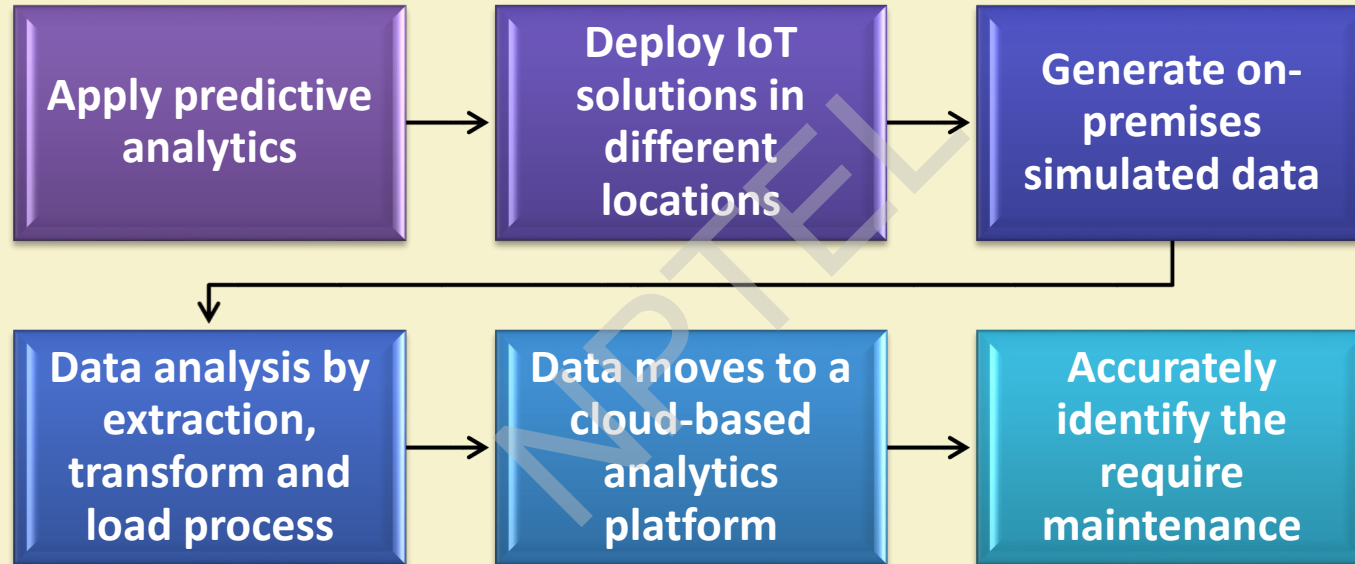 Apply predictive
analytics
Deploy IoT
solutions in
different
locations
Generate on-
premises
simulated data
Data analysis by
extraction,
transform and
load process
Data moves to a
cloud-based
analytics
platform
Accurately
identify the
require
maintenance
NPTEL